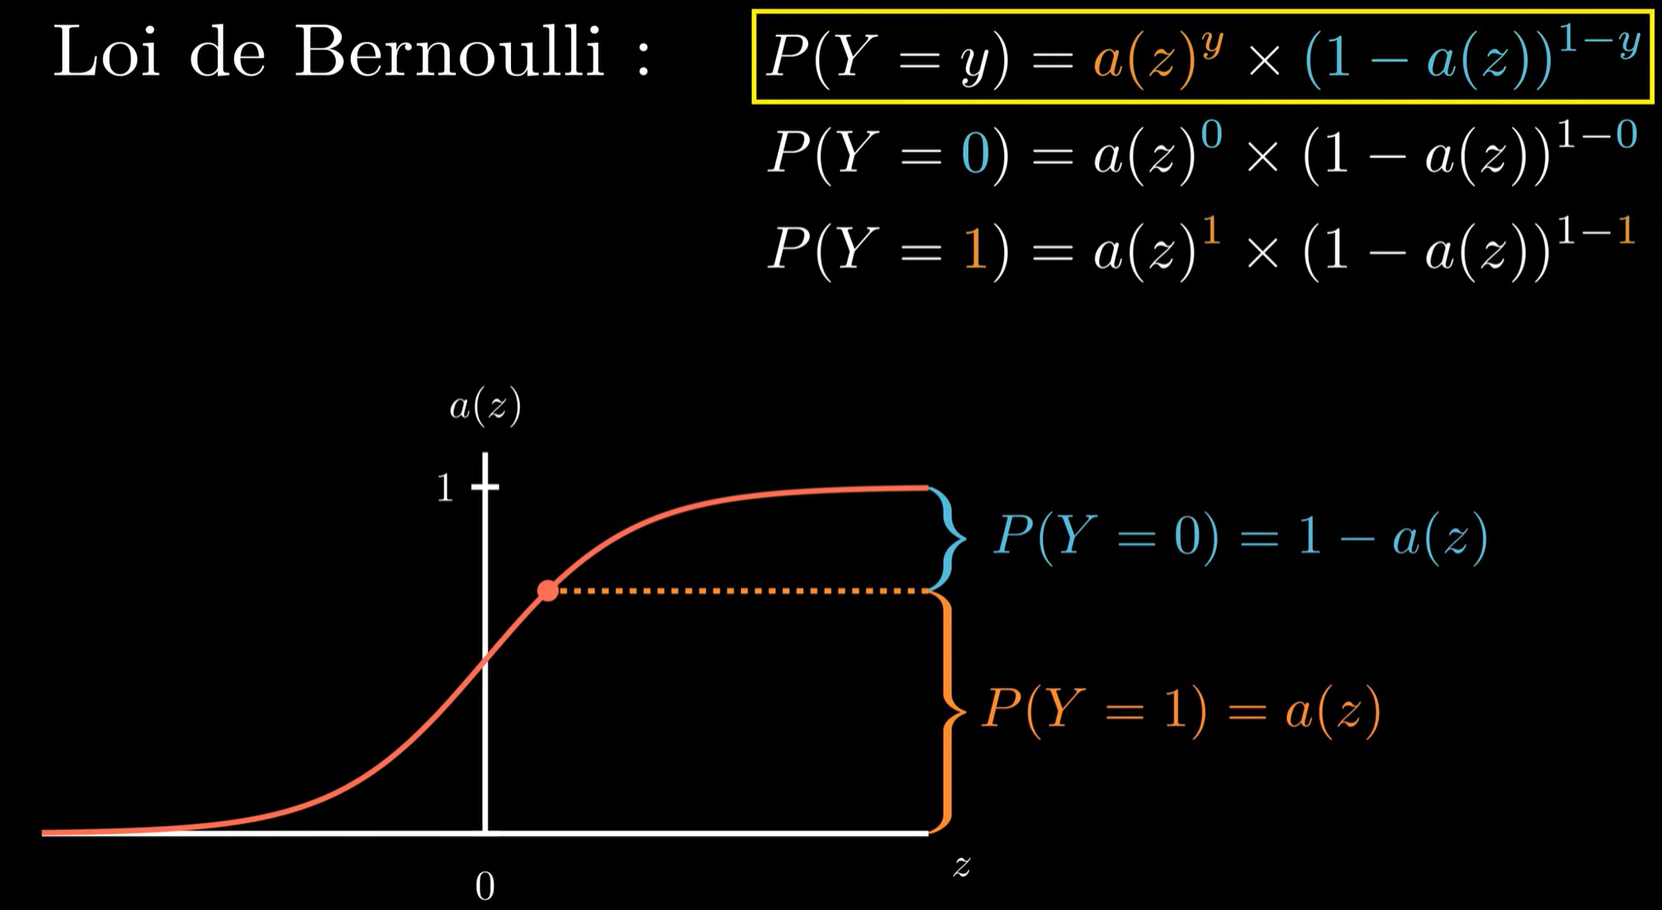 Loi de Bernoulli : P(Y = y) = a(z)^y × (1 − a(z))^{1−y}
P(Y = 0) = a(z)^0 × (1 − a(z))^{1−0}
P(Y = 1) = a(z)^1 × (1 − a(z))^{1−1}
a(z)
1
P(Y = 0) = 1 − a(z)
P(Y = 1) = a(z)
z
0